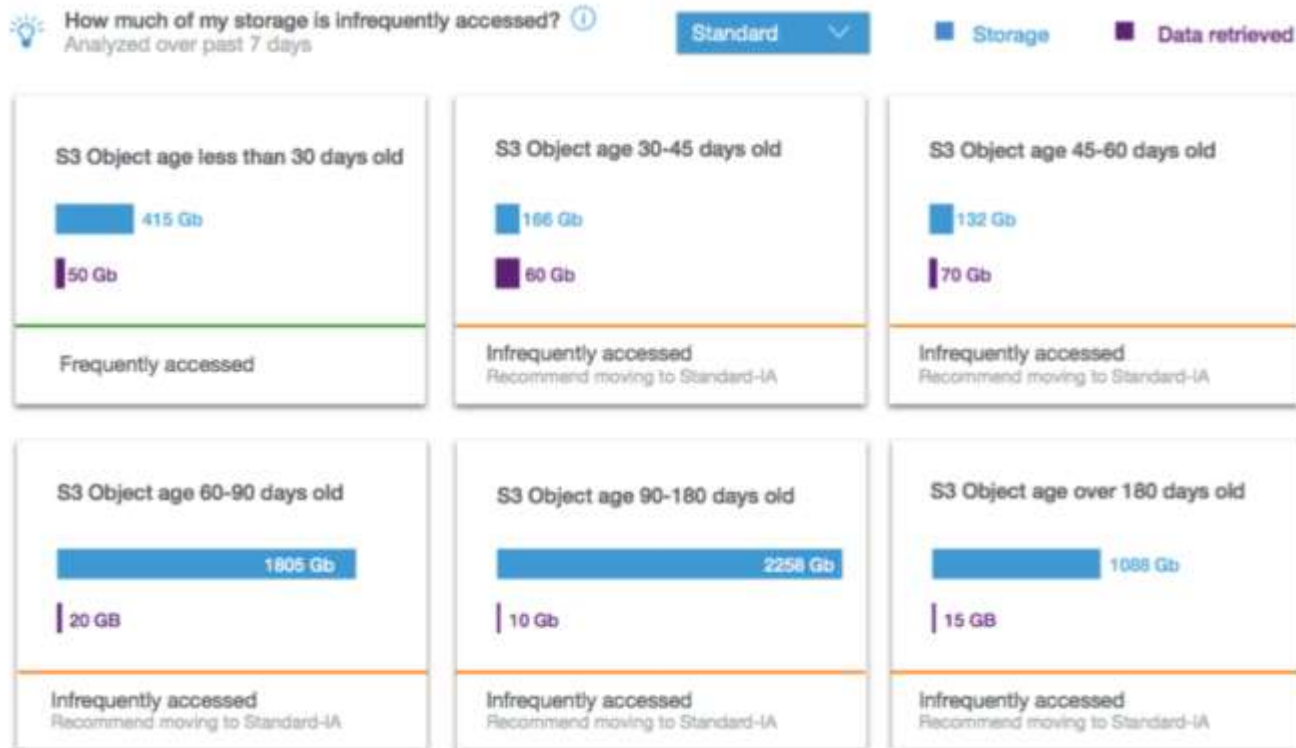 How much of my storage is infrequently accessed?
Analyzed over past 7 days
Standard
Storage
Data retrieved
S3 Object age less than 30 days old
415 Gb
50 Gb
Frequently accessed
S3 Object age 30-45 days old
166 Gb
60 Gb
Infrequently accessed
Recommend moving to Standard-IA
S3 Object age 45-60 days old
132 Gb
70 Gb
Infrequently accessed
Recommend moving to Standard-IA
S3 Object age 60-90 days old
1805 Gb
20 GB
Infrequently accessed
Recommend moving to Standard-IA
S3 Object age 90-180 days old
2256 Gb
10 Gb
Infrequently accessed
Recommend moving to Standard-IA
S3 Object age over 180 days old
1088 Gb
15 GB
Infrequently accessed
Recommend moving to Standard-IA